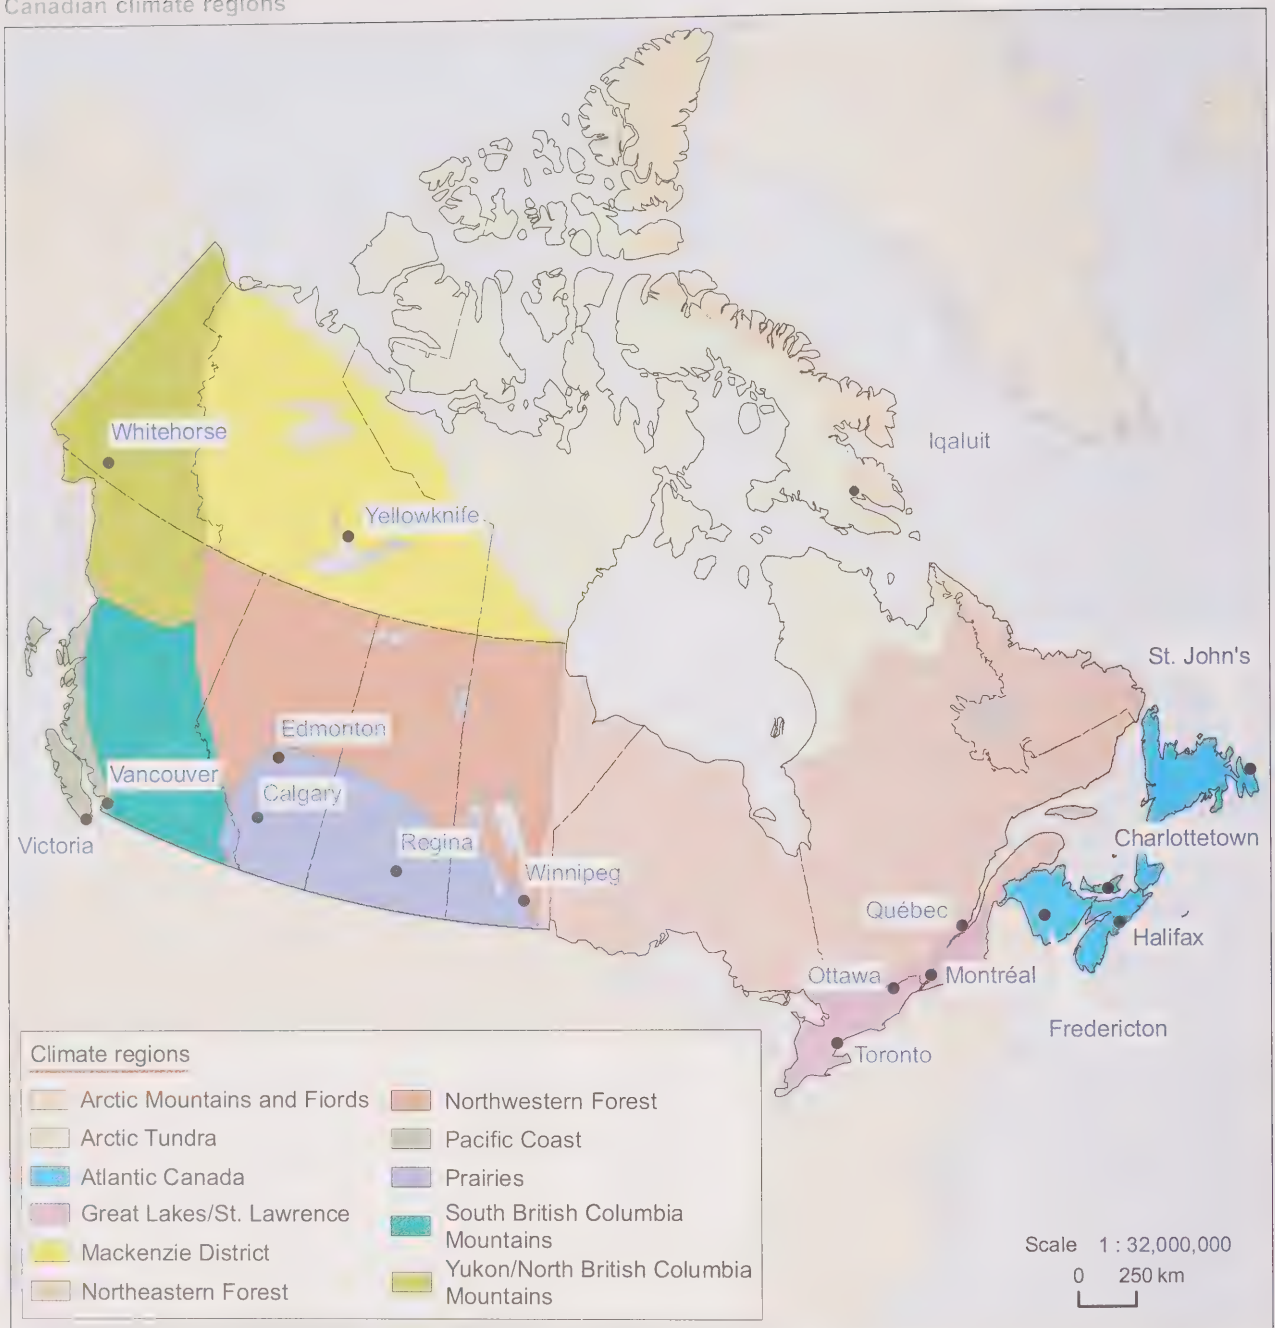 Canadian climate regions
Whitehorse
Iqaluit
Yellowknife
St. John's
Edmonton
Vancouver
Calgary
Victoria
Regina
Charlottetown
Winnipeg
Québec
Halifax
Ottawa
Montréal
Fredericton
Toronto
Climate regions
Arctic Mountains and Fiords
Arctic Tundra
Atlantic Canada
Great Lakes/St. Lawrence
Mackenzie District
Northeastern Forest
Northwestern Forest
Pacific Coast
Prairies
South British Columbia
Mountains
Yukon/North British Columbia
Mountains
Scale 1 : 32,000,000
0 250 km